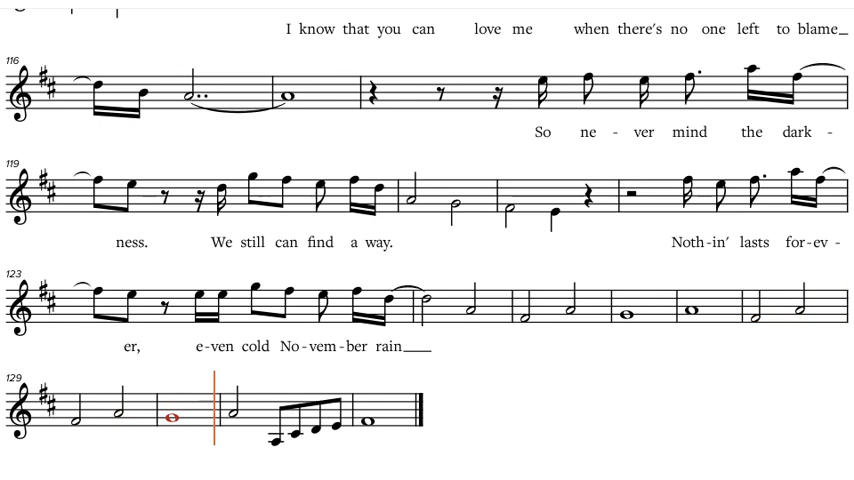 I know that you can love me when there's no one left to blame_
116
So ne - ver mind the dark -
119
ness. We still can find a way. Noth-in' lasts for-ev -
123
er, e-ven cold No-vem-ber rain__
129